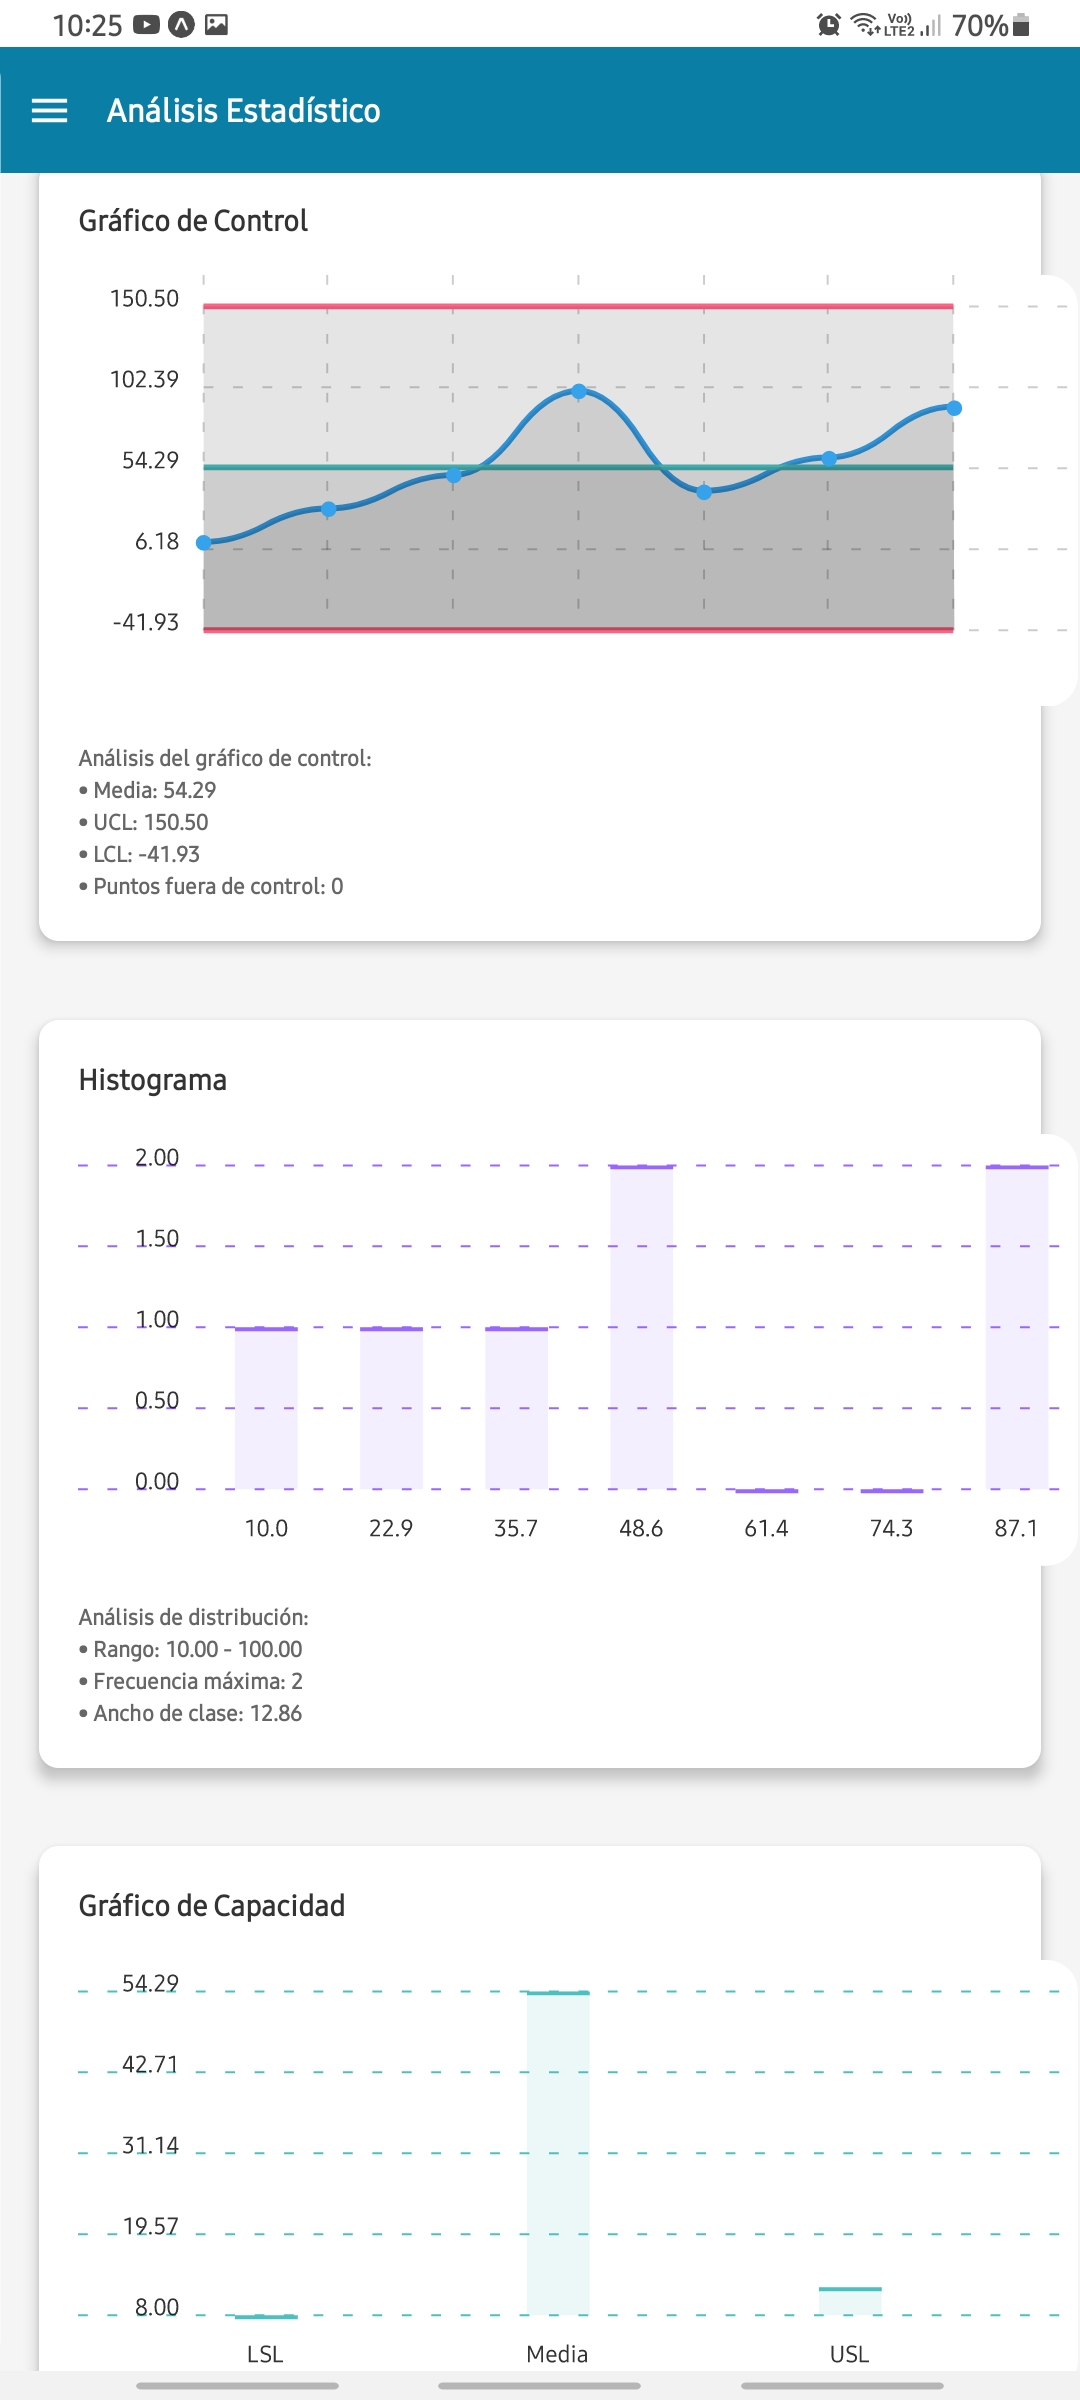 10:25
Vo)) LTE2 70%
Análisis Estadístico
Gráfico de Control
150.50
102.39
54.29
6.18
-41.93
Análisis del gráfico de control:
• Media: 54.29
• UCL: 150.50
• LCL: -41.93
• Puntos fuera de control: 0
Histograma
2.00
1.50
1.00
0.50
0.00
10.0 22.9 35.7 48.6 61.4 74.3 87.1
Análisis de distribución:
• Rango: 10.00 - 100.00
• Frecuencia máxima: 2
• Ancho de clase: 12.86
Gráfico de Capacidad
54.29
42.71
31.14
19.57
8.00
LSL Media USL